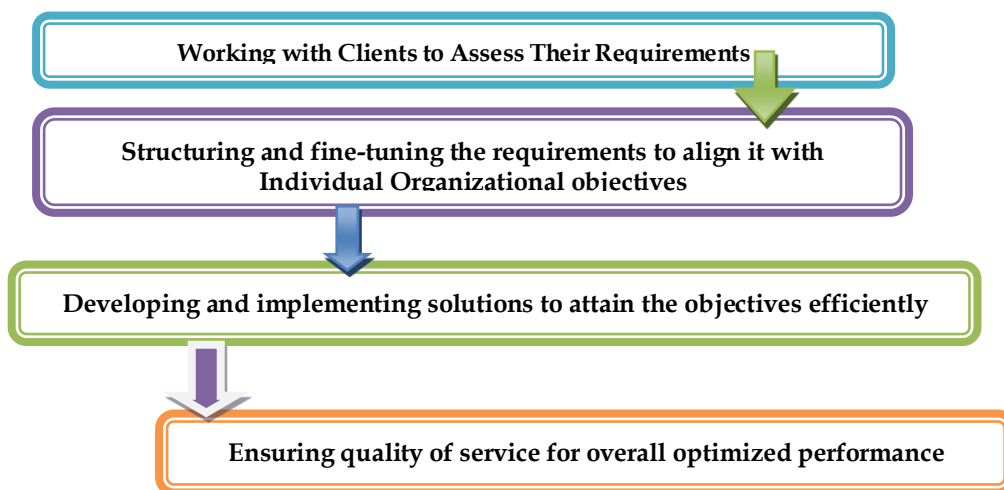 Working with Clients to Assess Their Requirements
Structuring and fine-tuning the requirements to align it with
Individual Organizational objectives
Developing and implementing solutions to attain the objectives efficiently
Ensuring quality of service for overall optimized performance